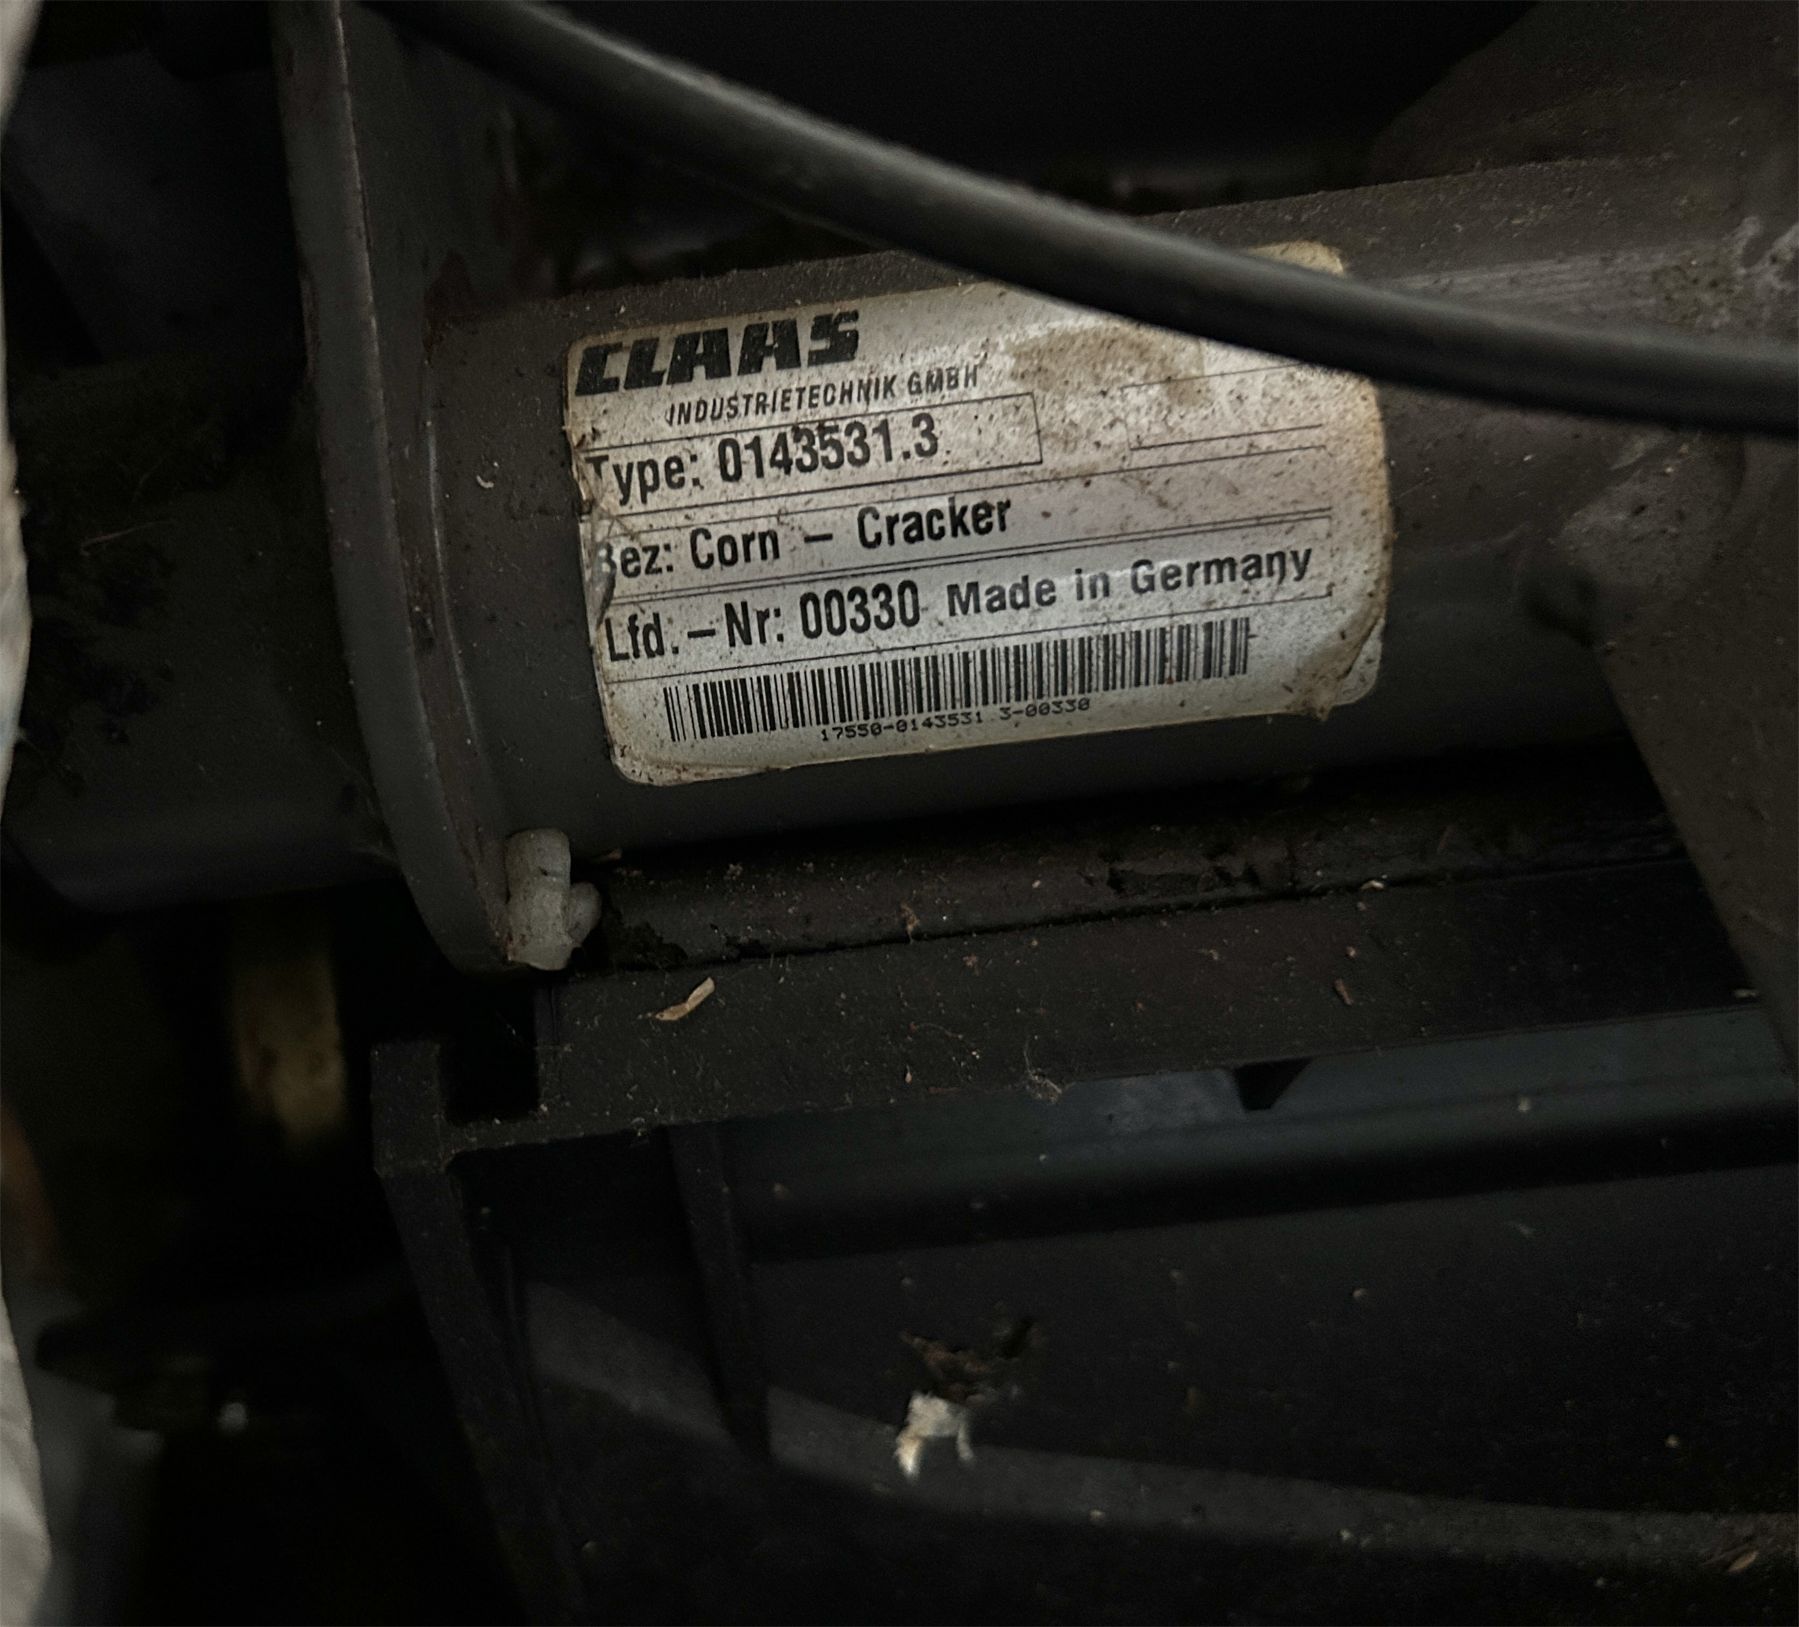 CLAAS
INDUSTRIETECHNIK GMBH
Type: 0143531.3
Bez: Corn - Cracker
Lfd. - Nr: 00330 Made in Germany
17550-0143531.3-00330